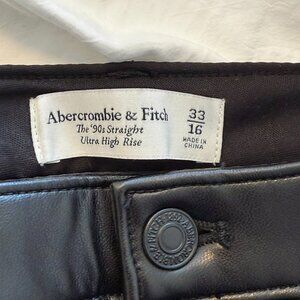 Abercrombie & Fitch
The '90s Straight
Ultra High Rise
33
16
MADE IN
CHINA